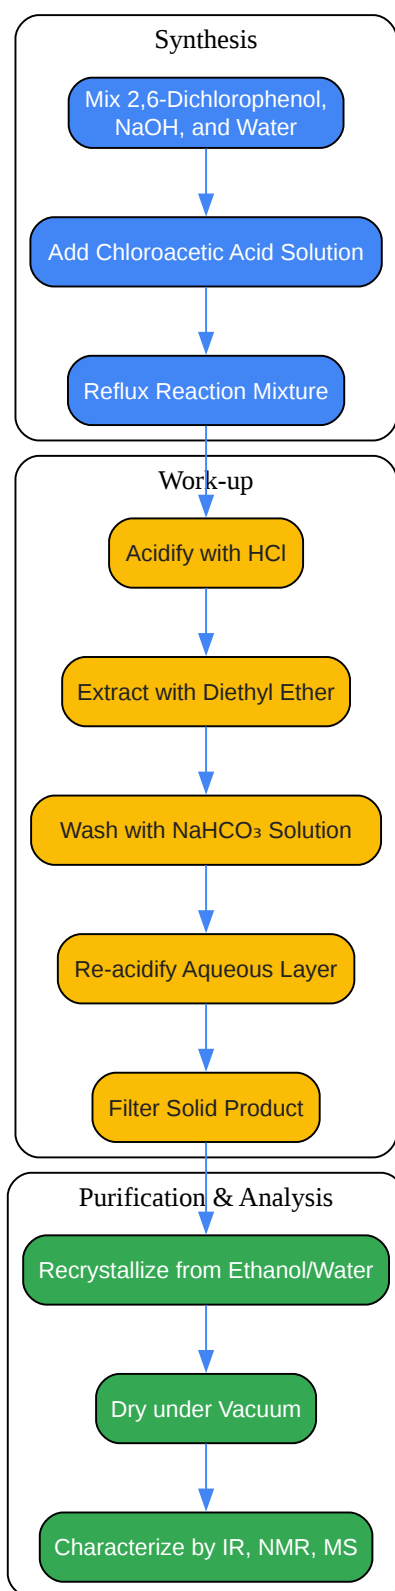 Synthesis
Mix 2,6-Dichlorophenol,
NaOH, and Water
Add Chloroacetic Acid Solution
Reflux Reaction Mixture
Work-up
Acidify with HCl
Extract with Diethyl Ether
Wash with NaHCO₃ Solution
Re-acidify Aqueous Layer
Filter Solid Product
Purification & Analysis
Recrystallize from Ethanol/Water
Dry under Vacuum
Characterize by IR, NMR, MS